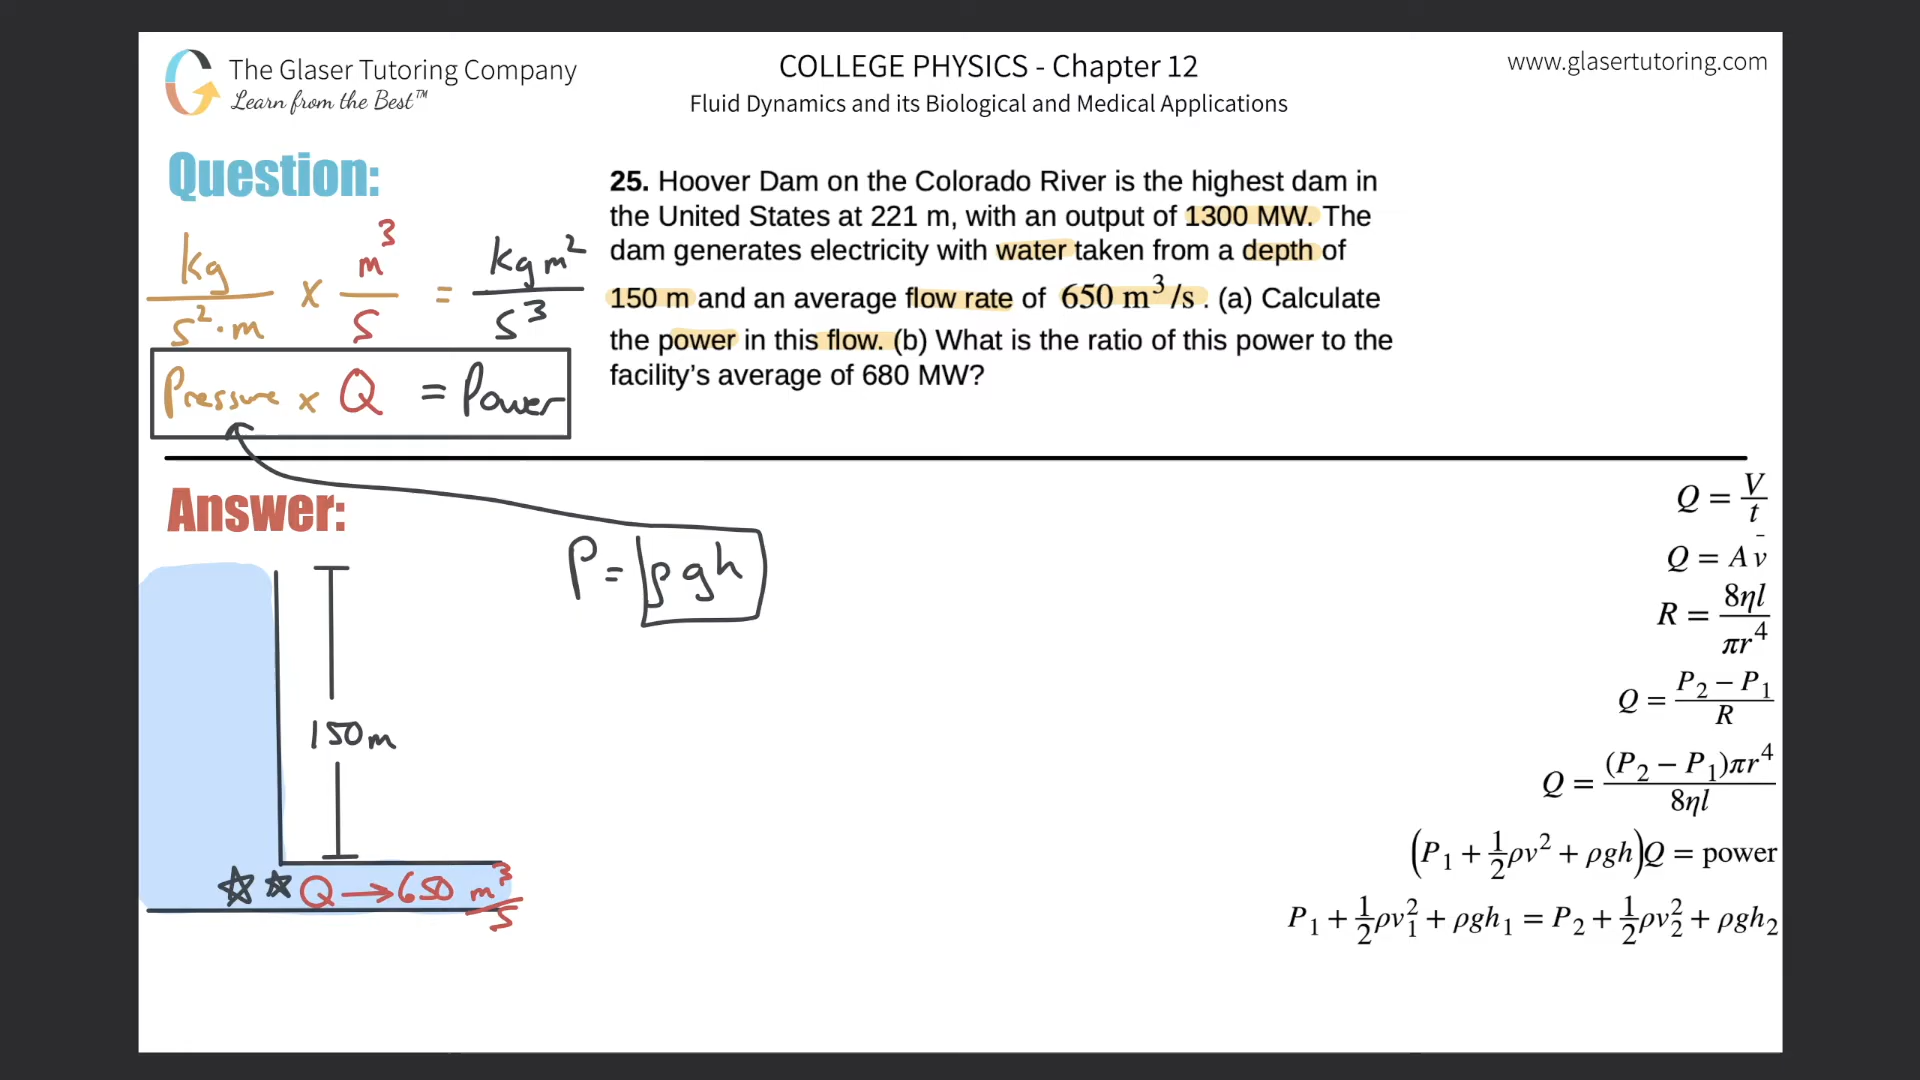 The Glaser Tutoring Company
Learn from the Best™
COLLEGE PHYSICS - Chapter 12
Fluid Dynamics and its Biological and Medical Applications
www.glasertutoring.com
Question:
25. Hoover Dam on the Colorado River is the highest dam in
the United States at 221 m, with an output of 1300 MW. The
dam generates electricity with water taken from a depth of
150 m and an average flow rate of 650 m³/s . (a) Calculate
the power in this flow. (b) What is the ratio of this power to the
facility's average of 680 MW?
kg/(s²·m) x m³/s = kgm²/s³
Pressure x Q = Power
Answer:
P = ρgh
150m
Q → 650 m³/s
Q = V/t
Q = A v̄
R = 8ηl/πr⁴
Q = (P₂ − P₁)/R
Q = (P₂ − P₁)πr⁴/8ηl
(P₁ + ½ρv² + ρgh)Q = power
P₁ + ½ρv₁² + ρgh₁ = P₂ + ½ρv₂² + ρgh₂